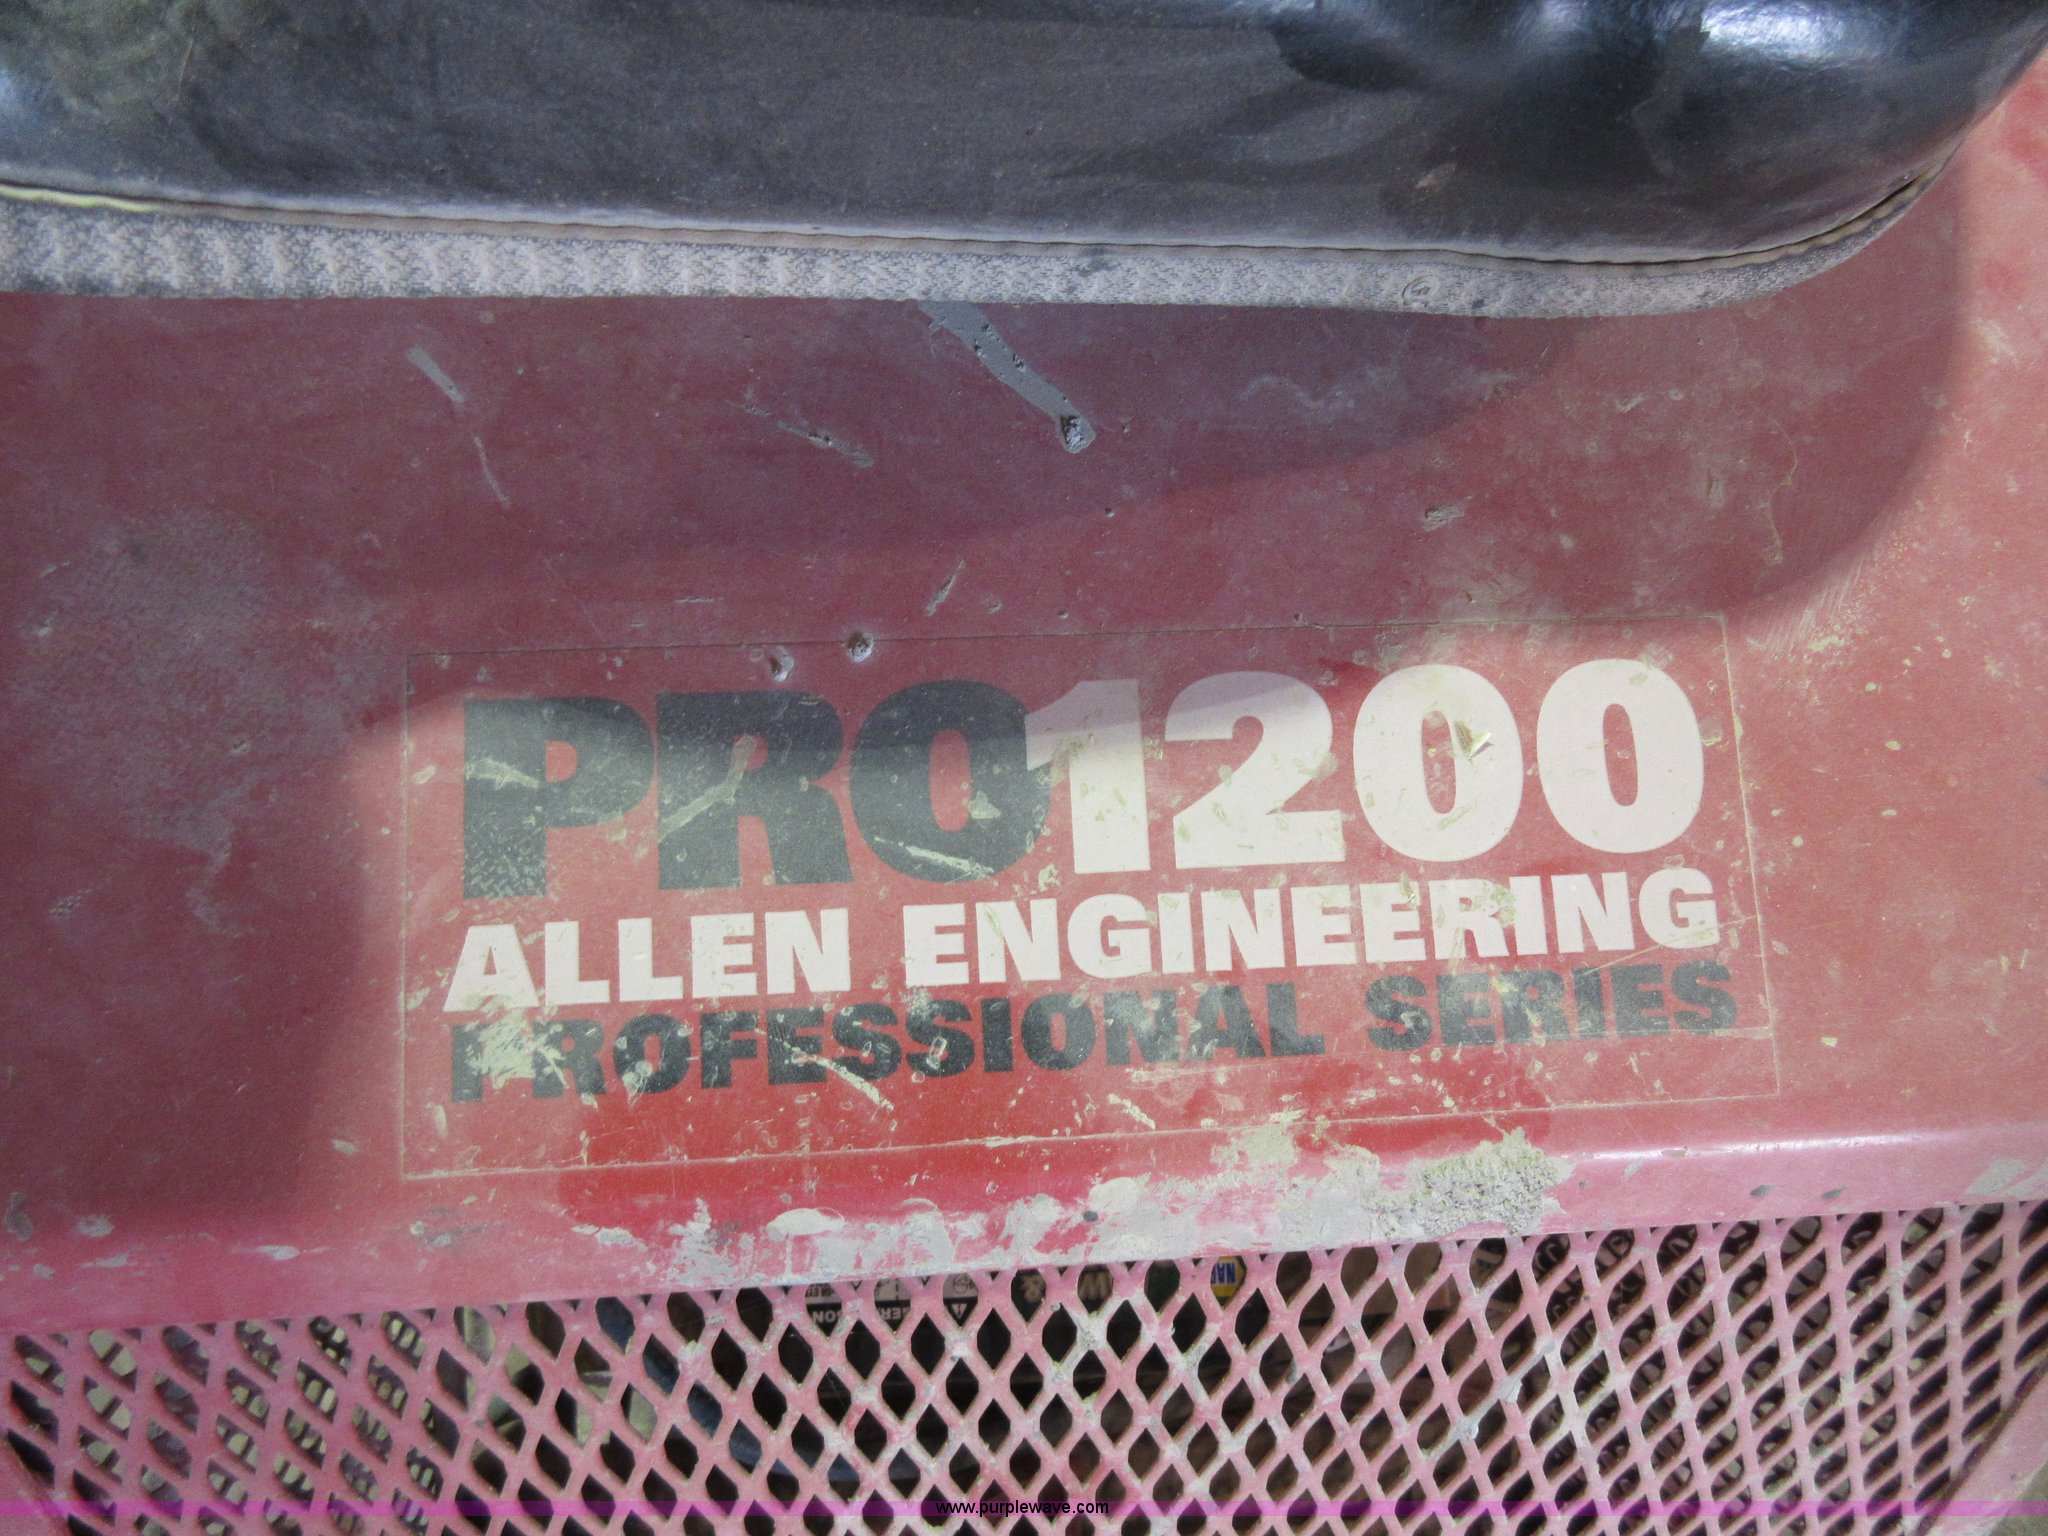 PRO1200
ALLEN ENGINEERING
PROFESSIONAL SERIES
www.purplewave.com